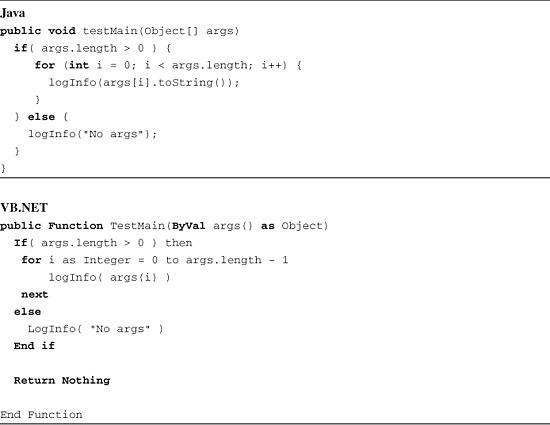 Java
public void testMain(Object[] args)
if( args.length > 0 ) {
for (int i = 0; i < args.length; i++) {
logInfo(args[i].toString());
}
} else {
logInfo("No args");
}
}
VB.NET
public Function TestMain(ByVal args() as Object)
If( args.length > 0 ) then
for i as Integer = 0 to args.length - 1
logInfo( args(i) )
next
else
LogInfo( "No args" )
End if
Return Nothing
End Function